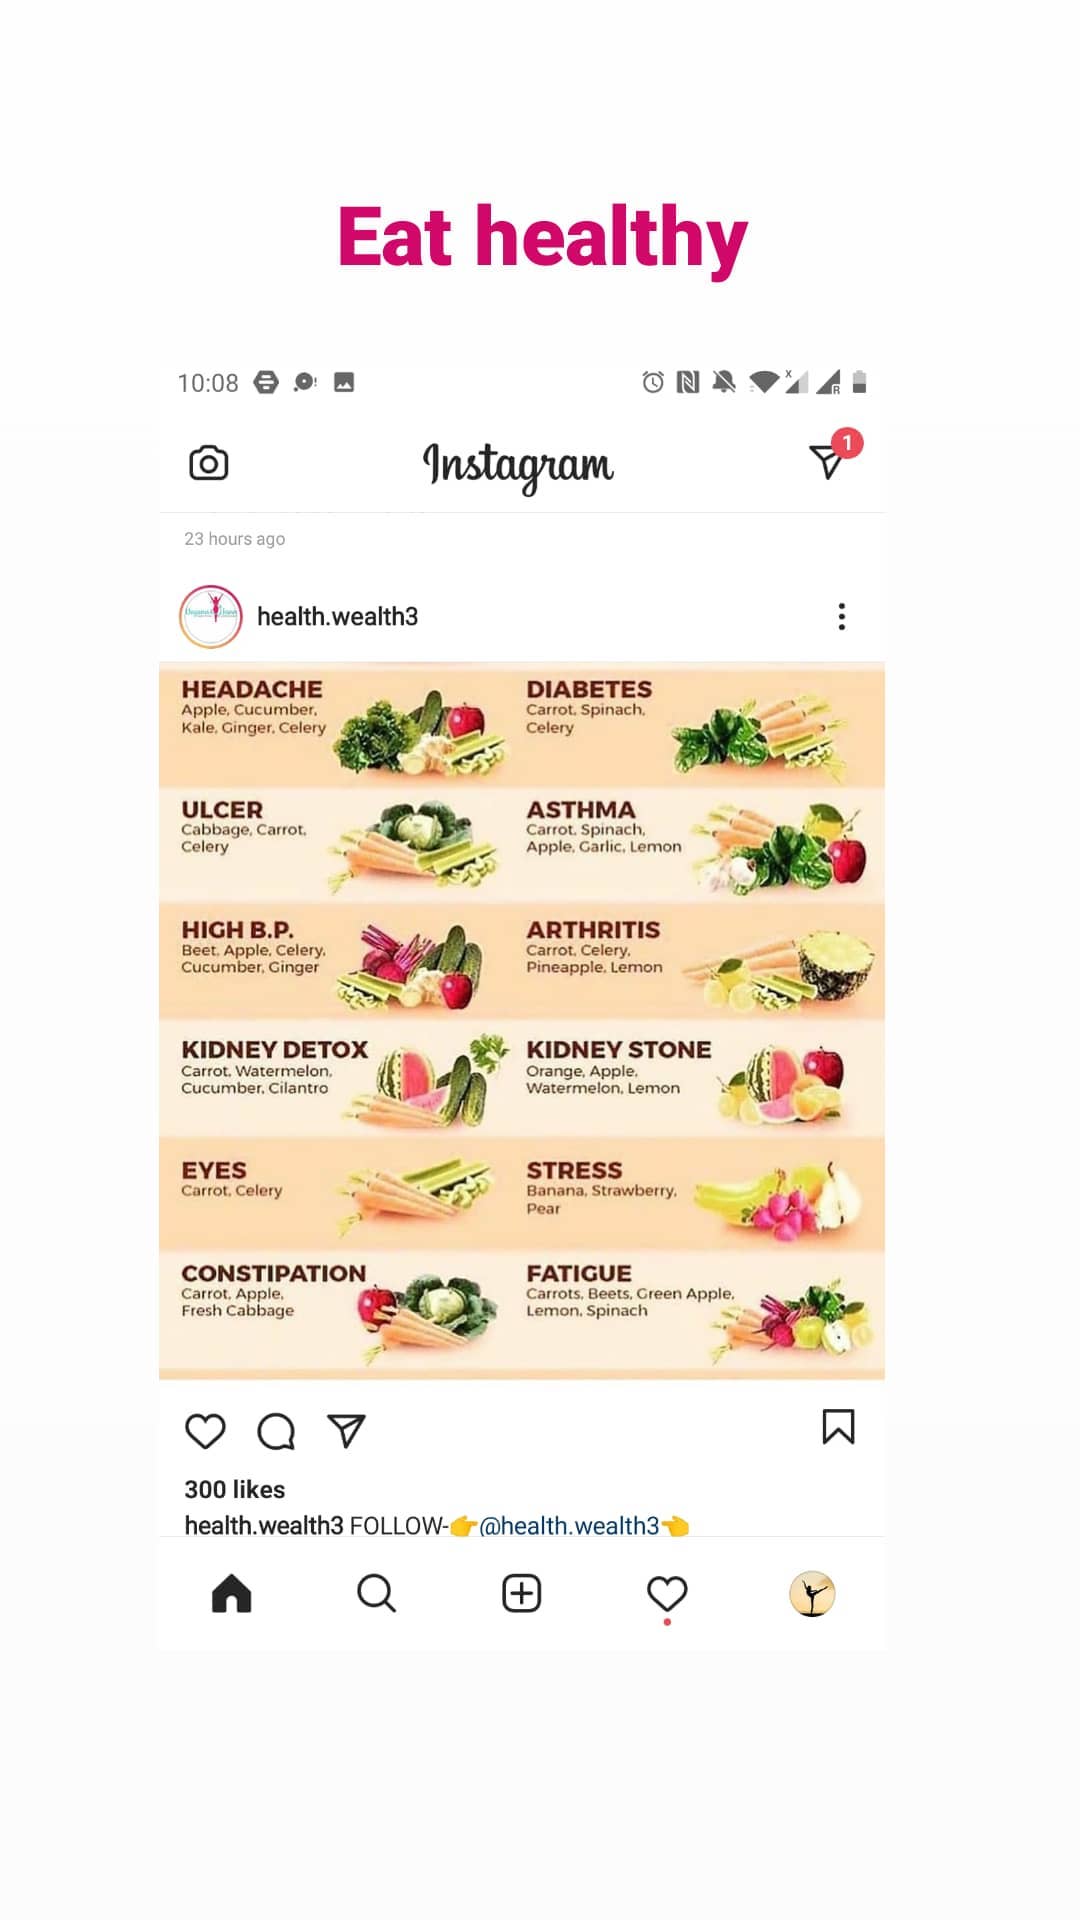 Eat healthy
10:08
Instagram
1
23 hours ago
health.wealth3
HEADACHE
Apple, Cucumber,
Kale, Ginger, Celery
DIABETES
Carrot, Spinach,
Celery
ULCER
Cabbage, Carrot,
Celery
ASTHMA
Carrot, Spinach,
Apple, Garlic, Lemon
HIGH B.P.
Beet, Apple, Celery,
Cucumber, Ginger
ARTHRITIS
Carrot, Celery,
Pineapple, Lemon
KIDNEY DETOX
Carrot, Watermelon,
Cucumber, Cilantro
KIDNEY STONE
Orange, Apple,
Watermelon, Lemon
EYES
Carrot, Celery
STRESS
Banana, Strawberry,
Pear
CONSTIPATION
Carrot, Apple,
Fresh Cabbage
FATIGUE
Carrots, Beets, Green Apple,
Lemon, Spinach
300 likes
health.wealth3 FOLLOW-👉@health.wealth3👈